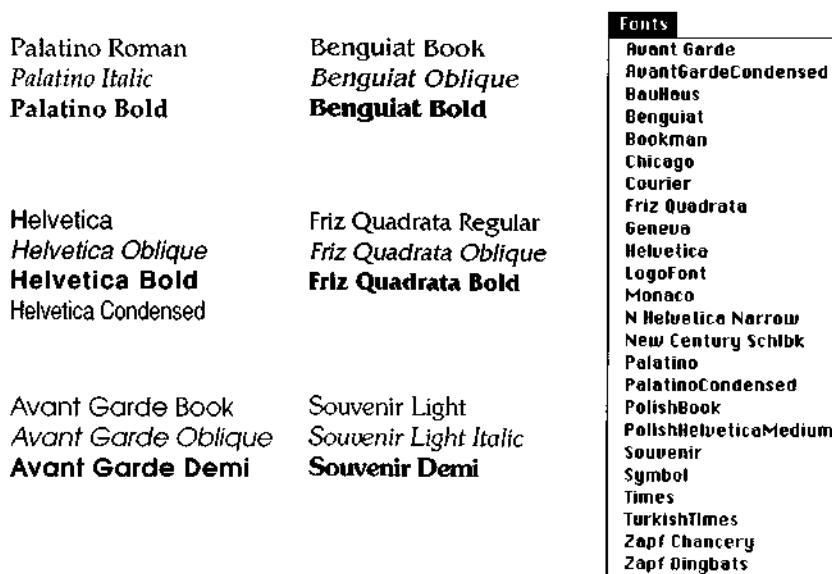 Palatino Roman
Palatino Italic
Palatino Bold
Benguiat Book
Benguiat Oblique
Benguiat Bold
Helvetica
Helvetica Oblique
Helvetica Bold
Helvetica Condensed
Friz Quadrata Regular
Friz Quadrata Oblique
Friz Quadrata Bold
Avant Garde Book
Avant Garde Oblique
Avant Garde Demi
Souvenir Light
Souvenir Light Italic
Souvenir Demi
Fonts
Avant Garde
AvantGardeCondensed
BauHaus
Benguiat
Bookman
Chicago
Courier
Friz Quadrata
Geneva
Helvetica
LogoFont
Monaco
N Helvetica Narrow
New Century Schlbk
Palatino
PalatinoCondensed
PolishBook
PolishHelveticaMedium
Souvenir
Symbol
Times
TurkishTimes
Zapf Chancery
Zapf Dingbats